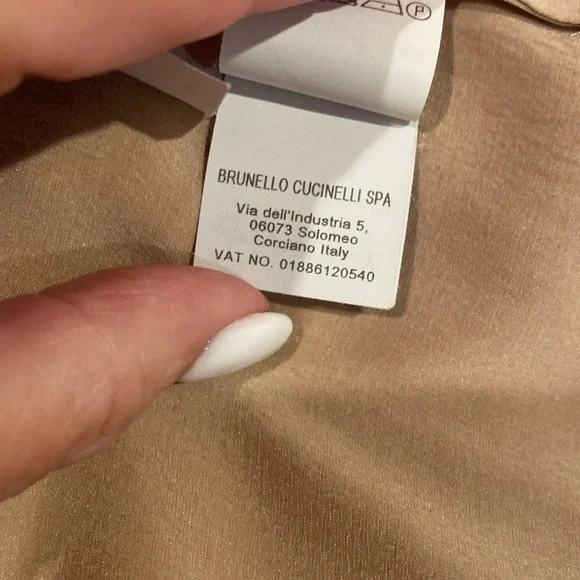 P
BRUNELLO CUCINELLI SPA
Via dell'Industria 5,
06073 Solomeo
Corciano Italy
VAT NO. 01886120540